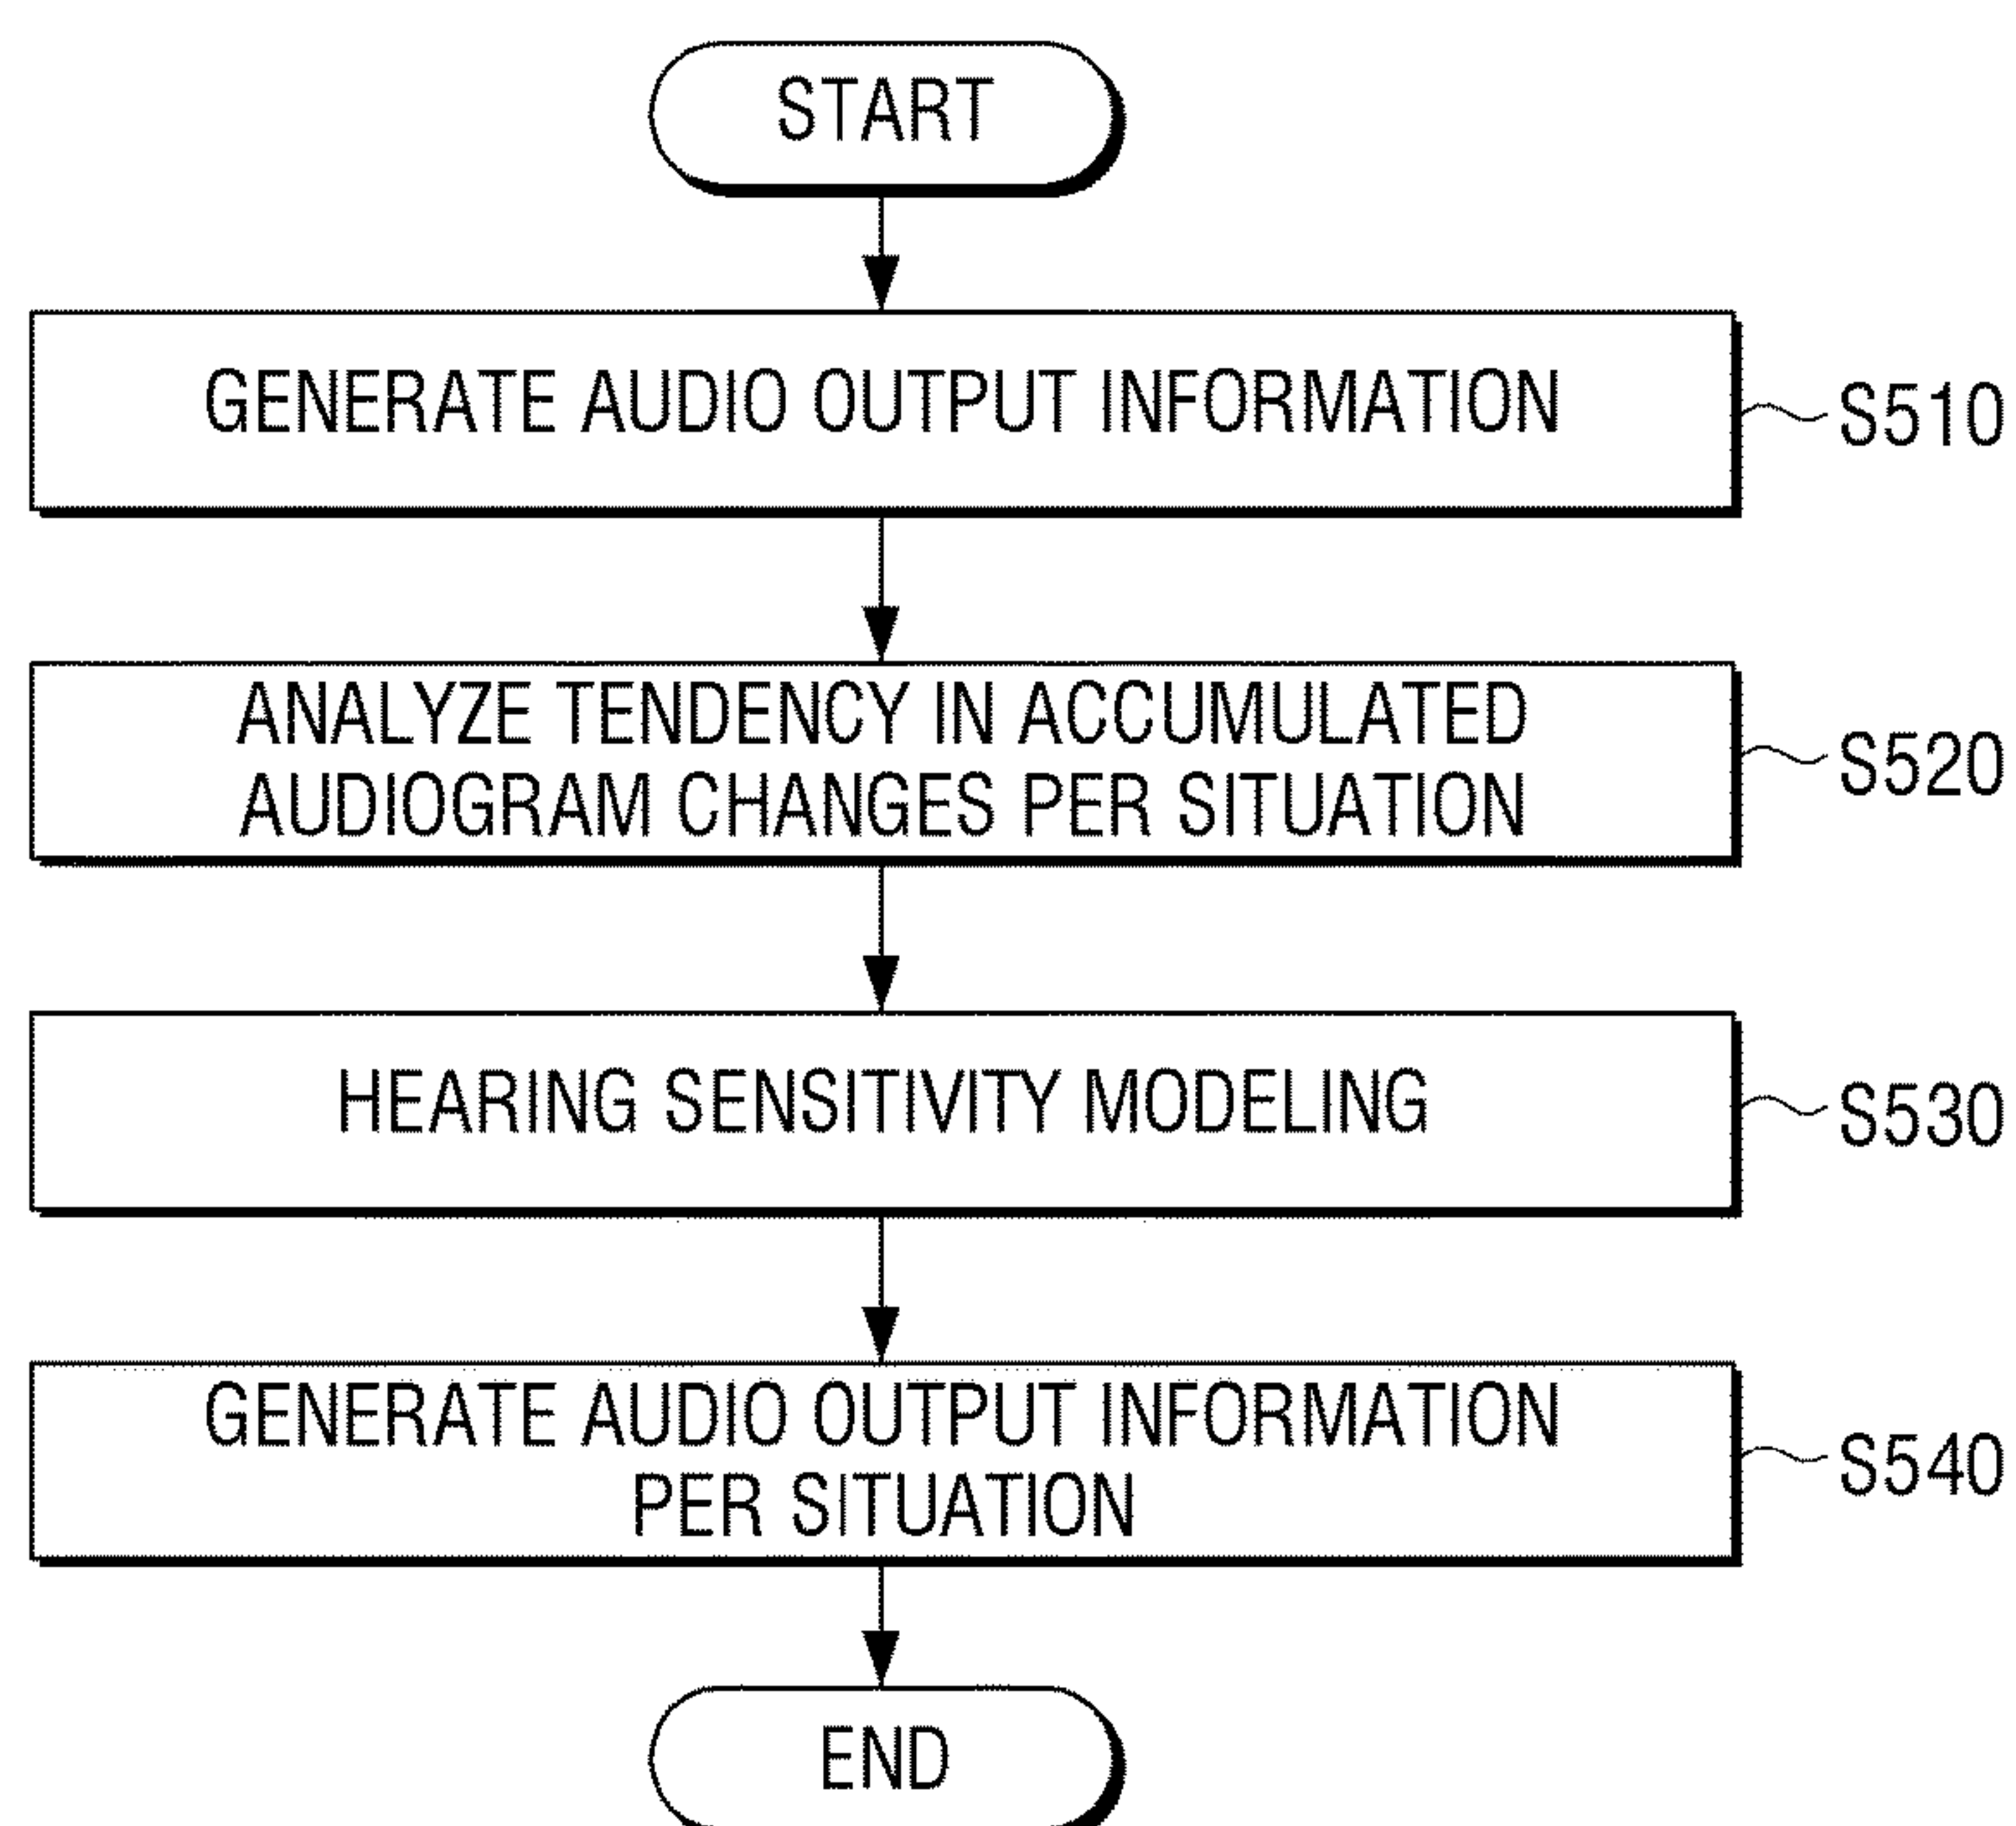 START
GENERATE AUDIO OUTPUT INFORMATION
S510
ANALYZE TENDENCY IN ACCUMULATED
AUDIOGRAM CHANGES PER SITUATION
S520
HEARING SENSITIVITY MODELING
S530
GENERATE AUDIO OUTPUT INFORMATION
PER SITUATION
S540
END